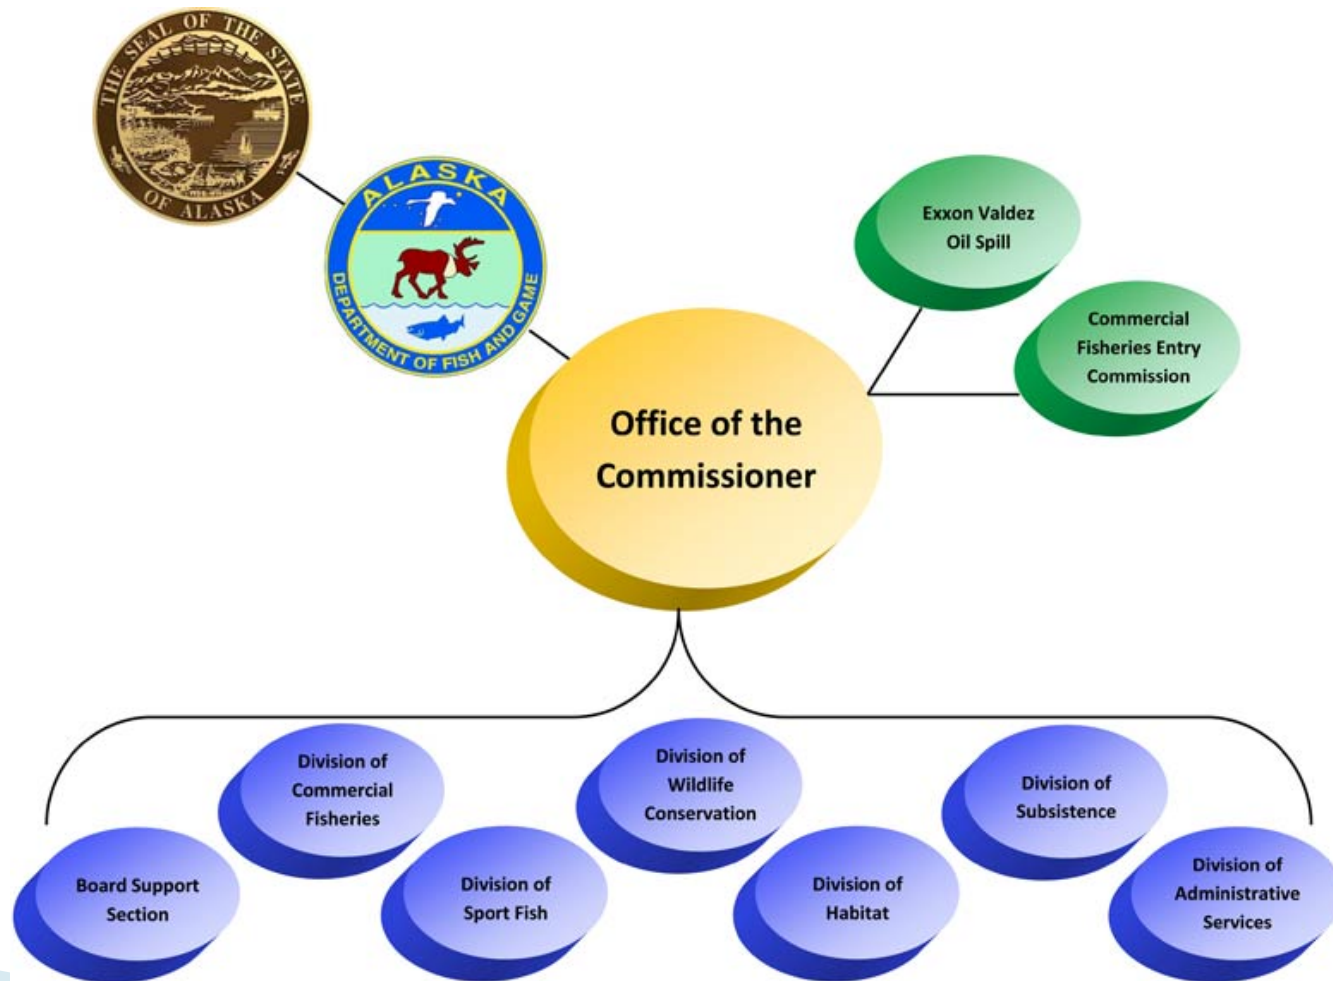 THE SEAL OF THE STATE
OF ALASKA
ALASKA
DEPARTMENT OF FISH AND GAME
Exxon Valdez
Oil Spill
Commercial
Fisheries Entry
Commission
Office of the
Commissioner
Board Support
Section
Division of
Commercial
Fisheries
Division of
Sport Fish
Division of
Wildlife
Conservation
Division of
Habitat
Division of
Subsistence
Division of
Administrative
Services